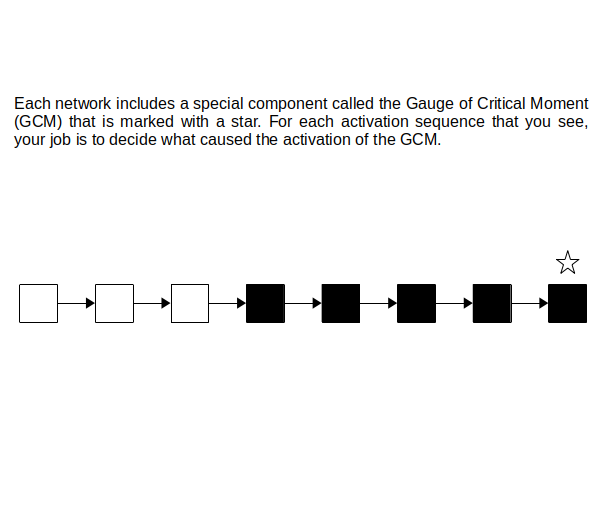 Each network includes a special component called the Gauge of Critical Moment
(GCM) that is marked with a star. For each activation sequence that you see,
your job is to decide what caused the activation of the GCM.